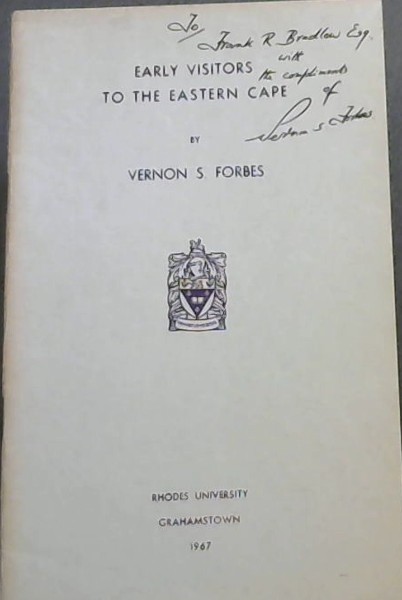 To/
Frank R Bradlow Esq.
with
the compliments
of
Vernon S Forbes
EARLY VISITORS
TO THE EASTERN CAPE
BY
VERNON S. FORBES
RHODES UNIVERSITY
GRAHAMSTOWN
1967